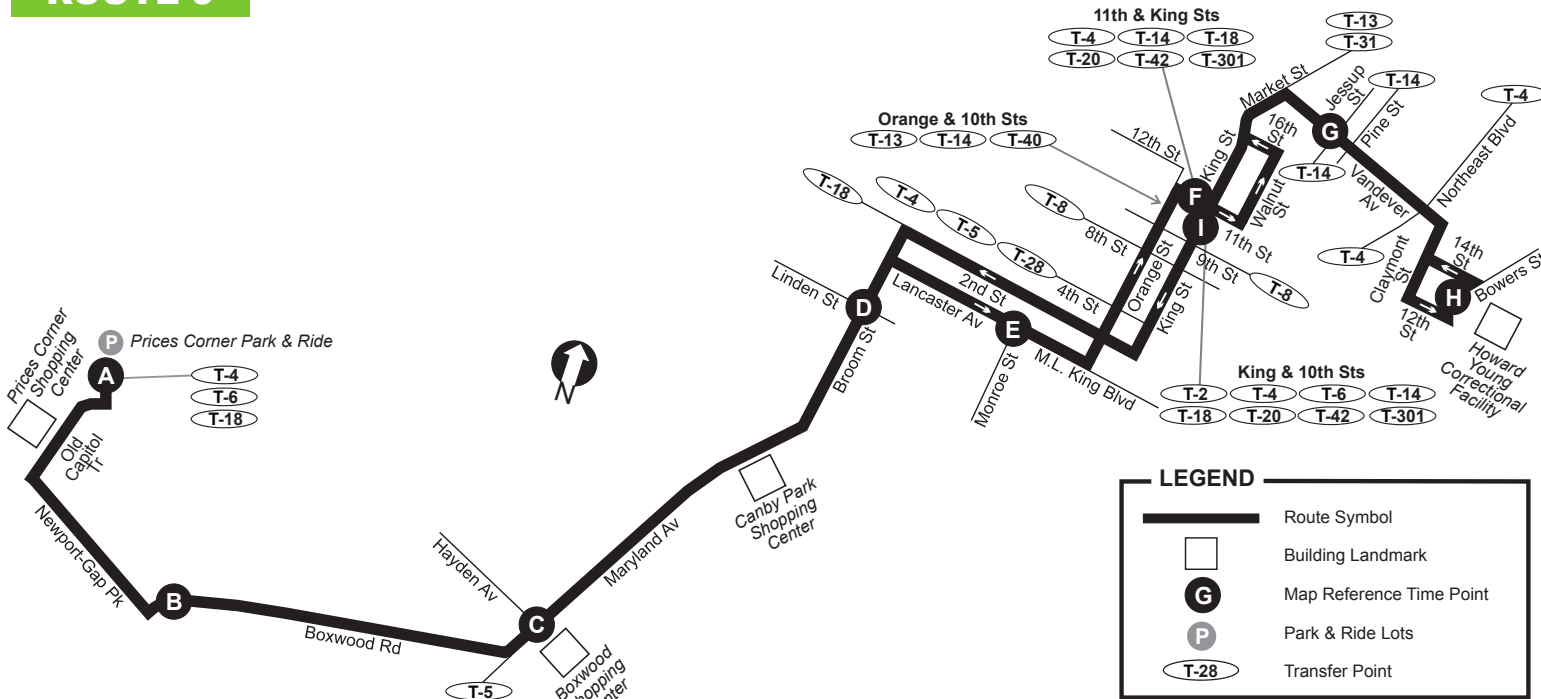 11th & King Sts
T-4 T-14 T-18
T-20 T-42 T-301
T-13
T-31
Market St
Jessup
St
T-14
Pine St
T-4
Northeast Blvd
G
T-14
Vandever
Av
T-4
Claymont
St
14th
St
Bowers St
H
12th
St
Howard
Young
Correctional
Facility
Orange & 10th Sts
T-13 T-14 T-40
12th St
King St
16th
St
Walnut
St
F
I
11th St
9th St
T-8
T-8
8th St
Orange St
King St
4th St
T-18
T-4
T-5
T-28
2nd St
Lancaster Av
Linden St
D
E
Broom St
Monroe St
M.L. King Blvd
King & 10th Sts
T-2 T-4 T-6 T-14
T-18 T-20 T-42 T-301
N
P Prices Corner Park & Ride
Prices Corner
Shopping
Center
A
T-4
T-6
T-18
Old
Capitol
Tr
Newport-Gap Pk
B
Boxwood Rd
Hayden Av
C
T-5
Boxwood
Maryland Av
Canby Park
Shopping
Center
LEGEND
Route Symbol
Building Landmark
G Map Reference Time Point
P Park & Ride Lots
T-28 Transfer Point